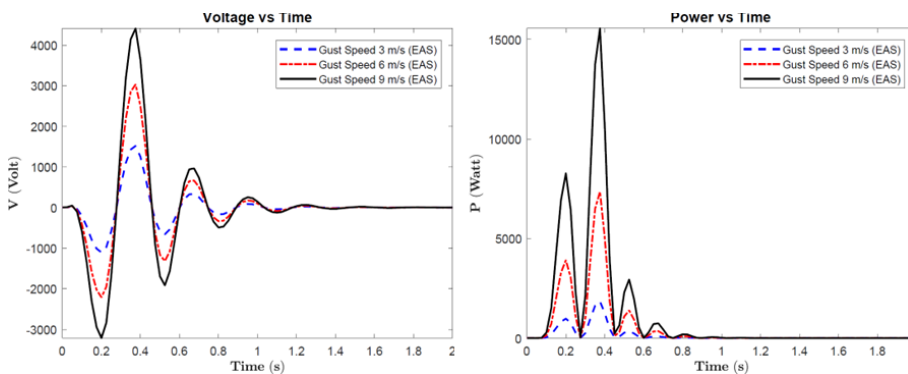 Voltage vs Time
4000
3000
2000
1000
0
-1000
-2000
-3000
V (Volt)
Gust Speed 3 m/s (EAS)
Gust Speed 6 m/s (EAS)
Gust Speed 9 m/s (EAS)
0 0.2 0.4 0.6 0.8 1 1.2 1.4 1.6 1.8 2
Time (s)
Power vs Time
15000
10000
5000
0
P (Watt)
Gust Speed 3 m/s (EAS)
Gust Speed 6 m/s (EAS)
Gust Speed 9 m/s (EAS)
0 0.2 0.4 0.6 0.8 1 1.2 1.4 1.6 1.8
Time (s)